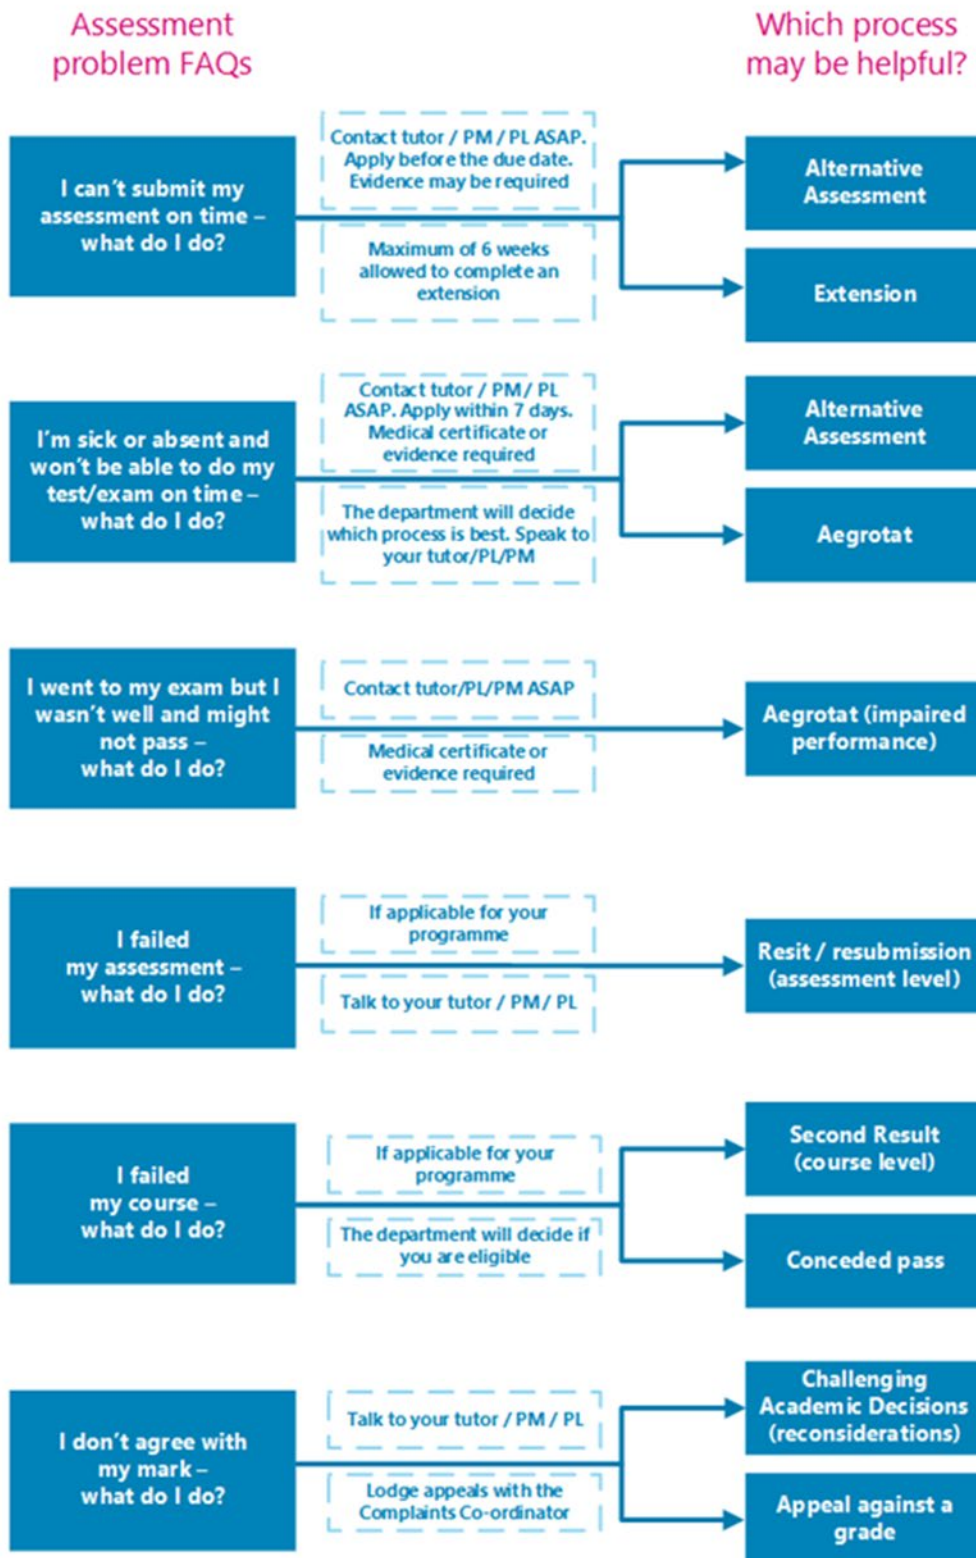 Assessment
problem FAQs
Which process
may be helpful?
I can't submit my
assessment on time –
what do I do?
Contact tutor / PM / PL ASAP.
Apply before the due date.
Evidence may be required
Maximum of 6 weeks
allowed to complete an
extension
Alternative
Assessment
Extension
I'm sick or absent and
won't be able to do my
test/exam on time –
what do I do?
Contact tutor / PM / PL
ASAP. Apply within 7 days.
Medical certificate or
evidence required
The department will decide
which process is best. Speak to
your tutor/PL/PM
Alternative
Assessment
Aegrotat
I went to my exam but I
wasn't well and might
not pass –
what do I do?
Contact tutor/PL/PM ASAP
Medical certificate or
evidence required
Aegrotat (impaired
performance)
I failed
my assessment –
what do I do?
If applicable for your
programme
Talk to your tutor / PM / PL
Resit / resubmission
(assessment level)
I failed
my course –
what do I do?
If applicable for your
programme
The department will decide if
you are eligible
Second Result
(course level)
Conceded pass
I don't agree with
my mark –
what do I do?
Talk to your tutor / PM / PL
Lodge appeals with the
Complaints Co-ordinator
Challenging
Academic Decisions
(reconsiderations)
Appeal against a
grade